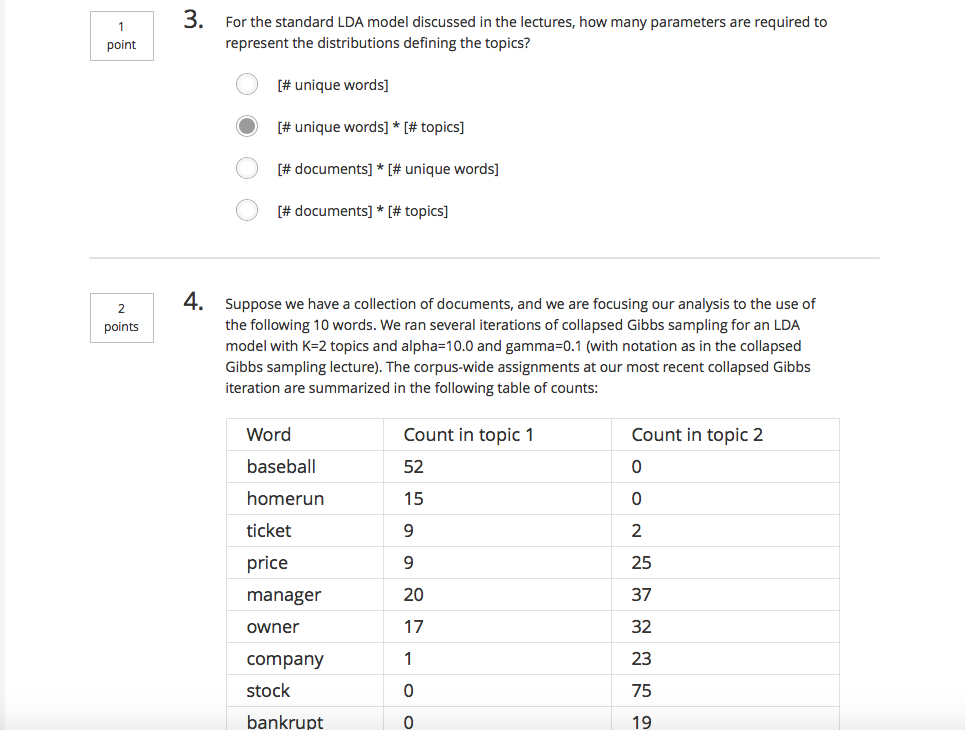 1
point
3.
For the standard LDA model discussed in the lectures, how many parameters are required to
represent the distributions defining the topics?
[# unique words]
[# unique words] * [# topics]
[# documents] * [# unique words]
[# documents] * [# topics]
2
points
4.
Suppose we have a collection of documents, and we are focusing our analysis to the use of
the following 10 words. We ran several iterations of collapsed Gibbs sampling for an LDA
model with K=2 topics and alpha=10.0 and gamma=0.1 (with notation as in the collapsed
Gibbs sampling lecture). The corpus-wide assignments at our most recent collapsed Gibbs
iteration are summarized in the following table of counts:
Word Count in topic 1 Count in topic 2
baseball 52 0
homerun 15 0
ticket 9 2
price 9 25
manager 20 37
owner 17 32
company 1 23
stock 0 75
bankrupt 0 19